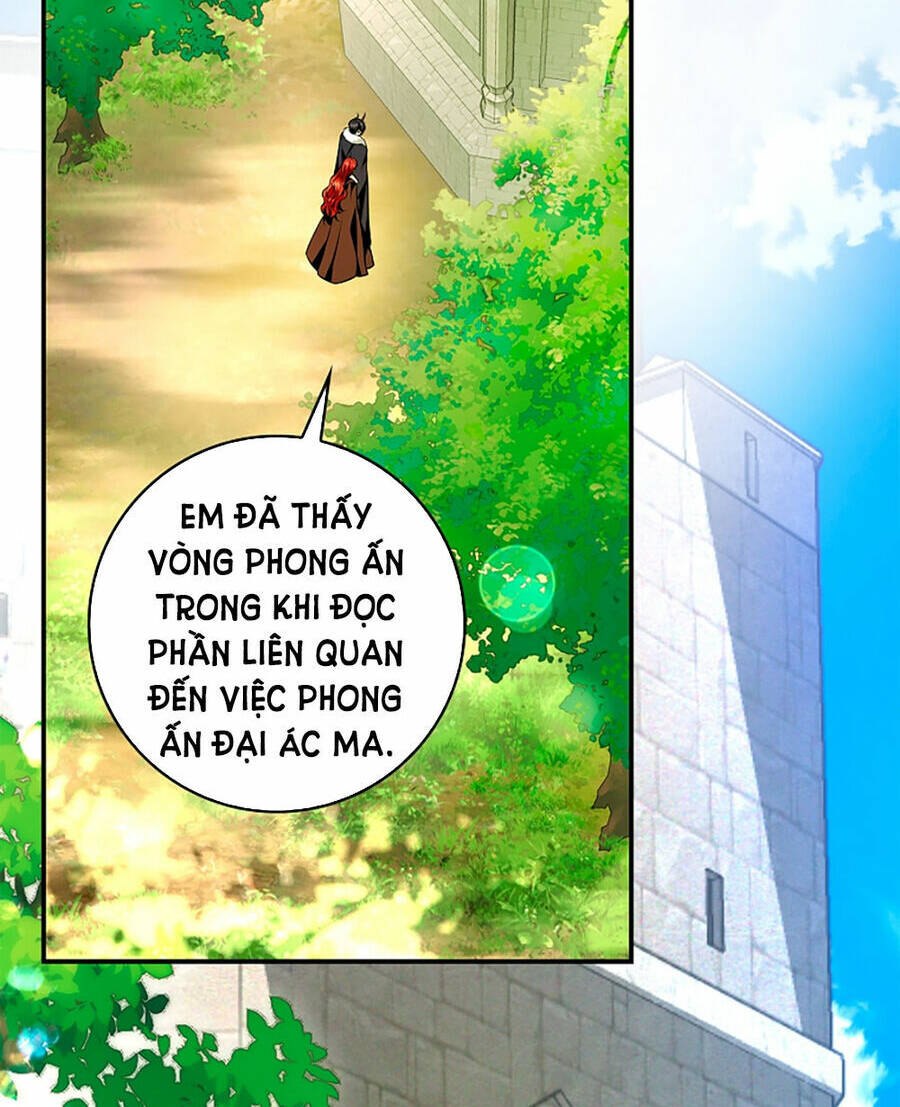 EM ĐÃ THẤY
VÒNG PHONG ẤN
TRONG KHI ĐỌC
PHẦN LIÊN QUAN
ĐẾN VIỆC PHONG
ẤN ĐẠI ÁC MA.